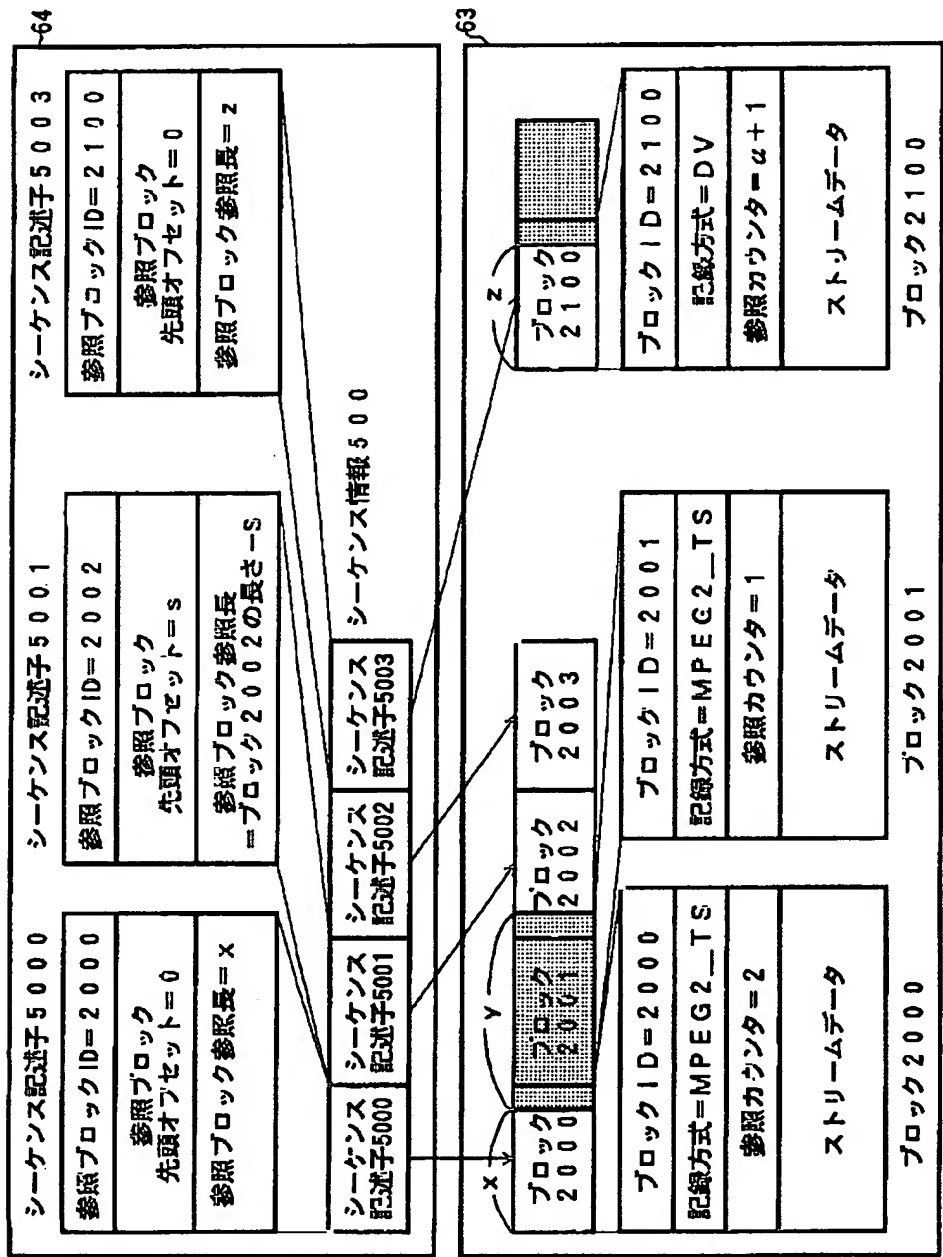 64
シーケンス記述子5000
参照ブロックID=2000
参照ブロック
先頭オフセット=0
参照ブロック参照長=x
シーケンス記述子5001
参照ブロックID=2002
参照ブロック
先頭オフセット=s
参照ブロック参照長
=ブロック2002の長さ-S
シーケンス記述子5003
参照ブロックID=2100
参照ブロック
先頭オフセット=0
参照ブロック参照長=z
シーケンス
記述子5000
シーケンス
記述子5001
シーケンス
記述子5002
シーケンス
記述子5003
シーケンス情報500
63
x
y
z
ブロック
2000
ブロック
2001
ブロック
2002
ブロック
2003
ブロック
2100
ブロックID=2000
記録方式=MPEG2_TS
参照カウンタ=2
ストリームデータ
ブロック2000
ブロックID=2001
記録方式=MPEG2_TS
参照カウンタ=1
ストリームデータ
ブロック2001
ブロックID=2100
記録方式=DV
参照カウンター=α+1
ストリームデータ
ブロック2100